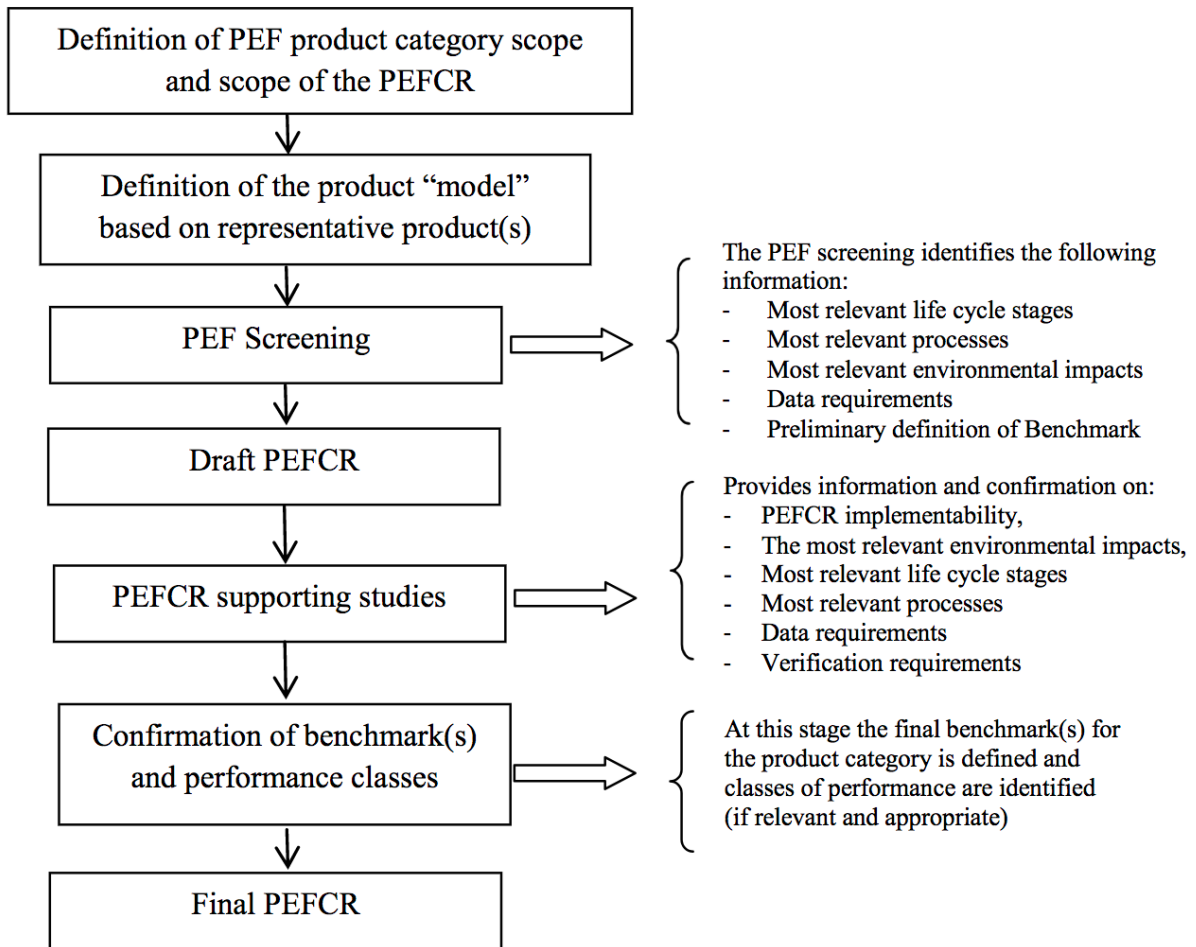 Definition of PEF product category scope
and scope of the PEFCR
Definition of the product “model”
based on representative product(s)
PEF Screening
The PEF screening identifies the following
information:
- Most relevant life cycle stages
- Most relevant processes
- Most relevant environmental impacts
- Data requirements
- Preliminary definition of Benchmark
Draft PEFCR
PEFCR supporting studies
Provides information and confirmation on:
- PEFCR implementability,
- The most relevant environmental impacts,
- Most relevant life cycle stages
- Most relevant processes
- Data requirements
- Verification requirements
Confirmation of benchmark(s)
and performance classes
At this stage the final benchmark(s) for
the product category is defined and
classes of performance are identified
(if relevant and appropriate)
Final PEFCR